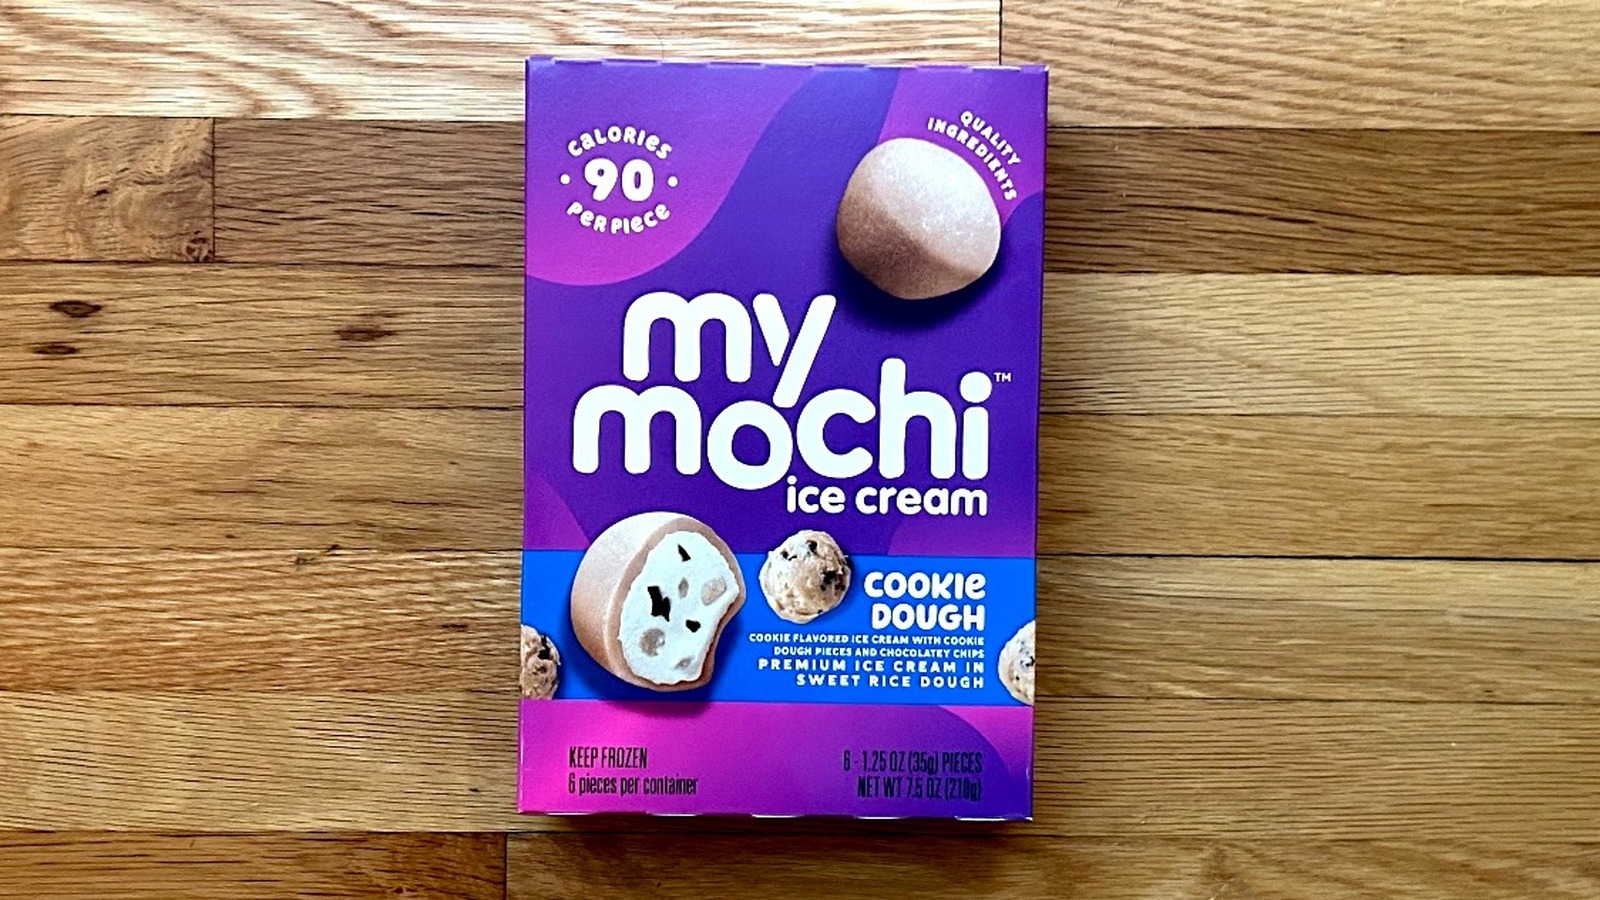 CALORIES
90
PER PIECE
QUALITY
INGREDIENTS
my
mochi™
ice cream
COOKIE
DOUGH
COOKIE FLAVORED ICE CREAM WITH COOKIE
DOUGH PIECES AND CHOCOLATEY CHIPS
PREMIUM ICE CREAM IN
SWEET RICE DOUGH
KEEP FROZEN
6 pieces per container
6 - 1.25 OZ (35g) PIECES
NET WT 7.5 OZ (210g)